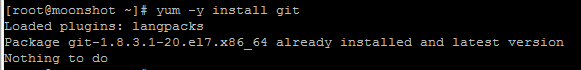 [root@moonshot ~]# yum -y install git
Loaded plugins: langpacks
Package git-1.8.3.1-20.el7.x86_64 already installed and latest version
Nothing to do